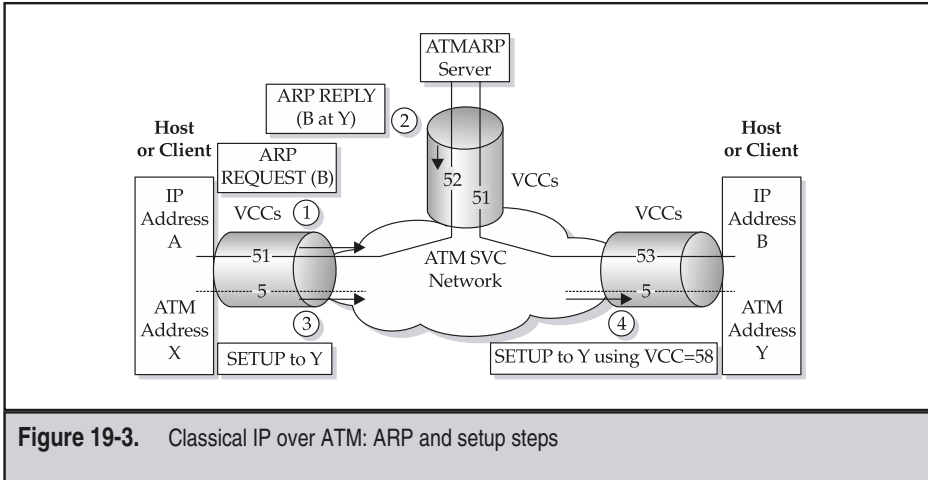 ATMARP
Server
ARP REPLY
(B at Y)
2
Host
or Client
ARP
REQUEST (B)
VCCs
1
52
51
VCCs
Host
or Client
IP
Address
A
ATM
Address
X
51
5
3
SETUP to Y
ATM SVC
Network
VCCs
53
5
4
SETUP to Y using VCC=58
IP
Address
B
ATM
Address
Y
Figure 19-3. Classical IP over ATM: ARP and setup steps